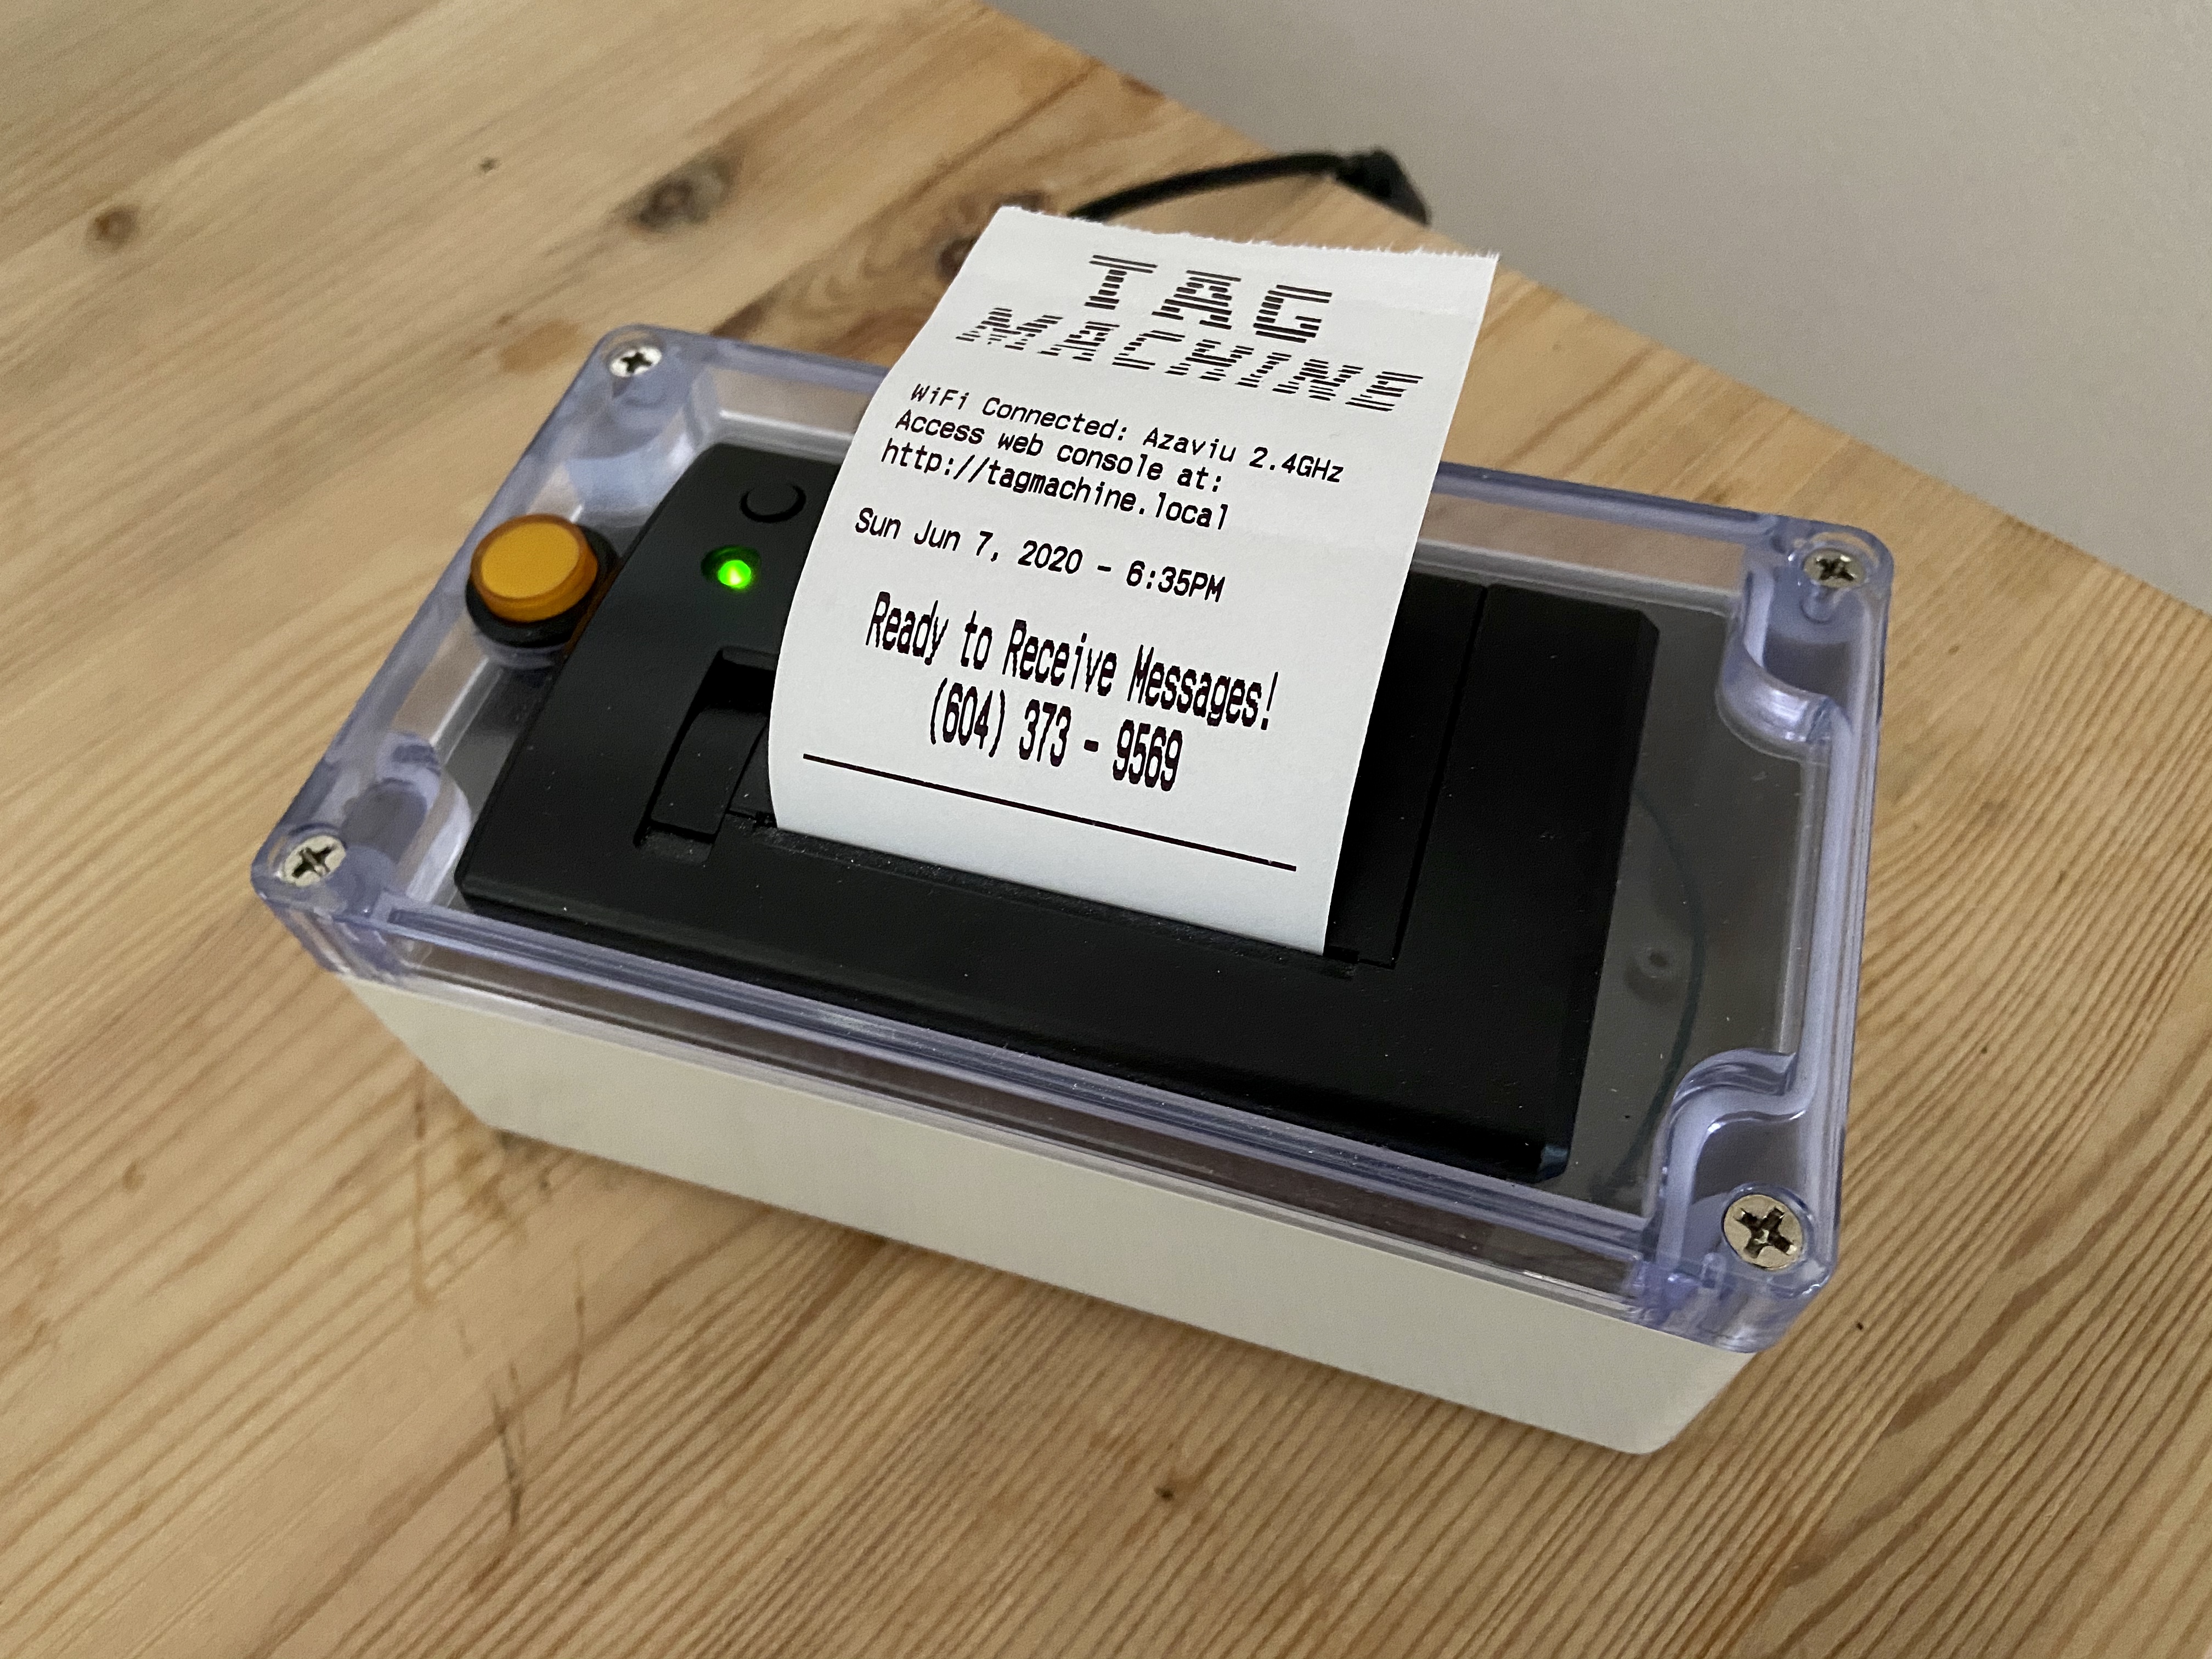 TAG
MACHINE
WiFi Connected: Azaviu 2.4GHz
Access web console at:
http://tagmachine.local
Sun Jun 7, 2020 - 6:35PM
Ready to Receive Messages!
(604) 373 - 9569